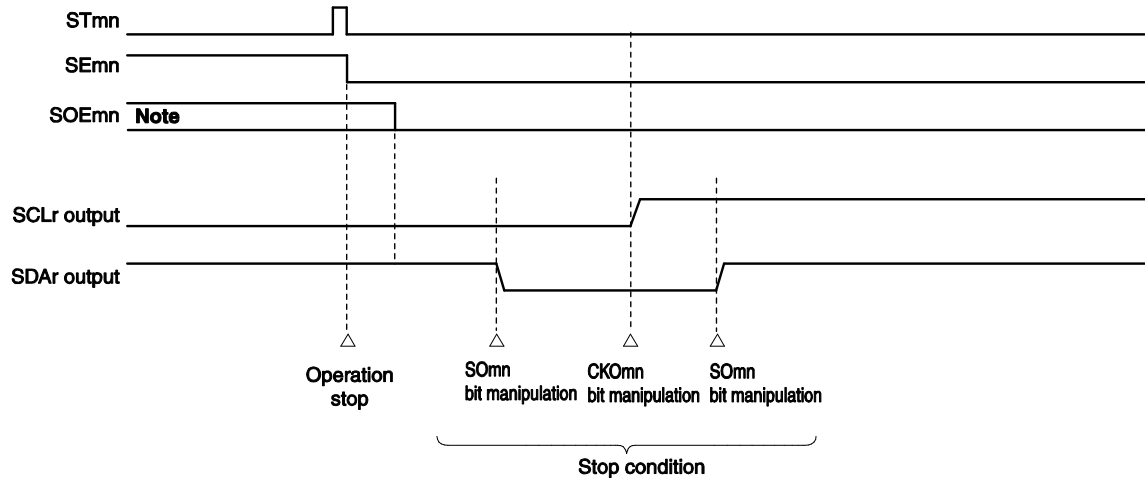 STmn
SEmn
SOEmn Note
SCLr output
SDAr output
Operation
stop
SOmn
bit manipulation
CKOmn
bit manipulation
SOmn
bit manipulation
Stop condition